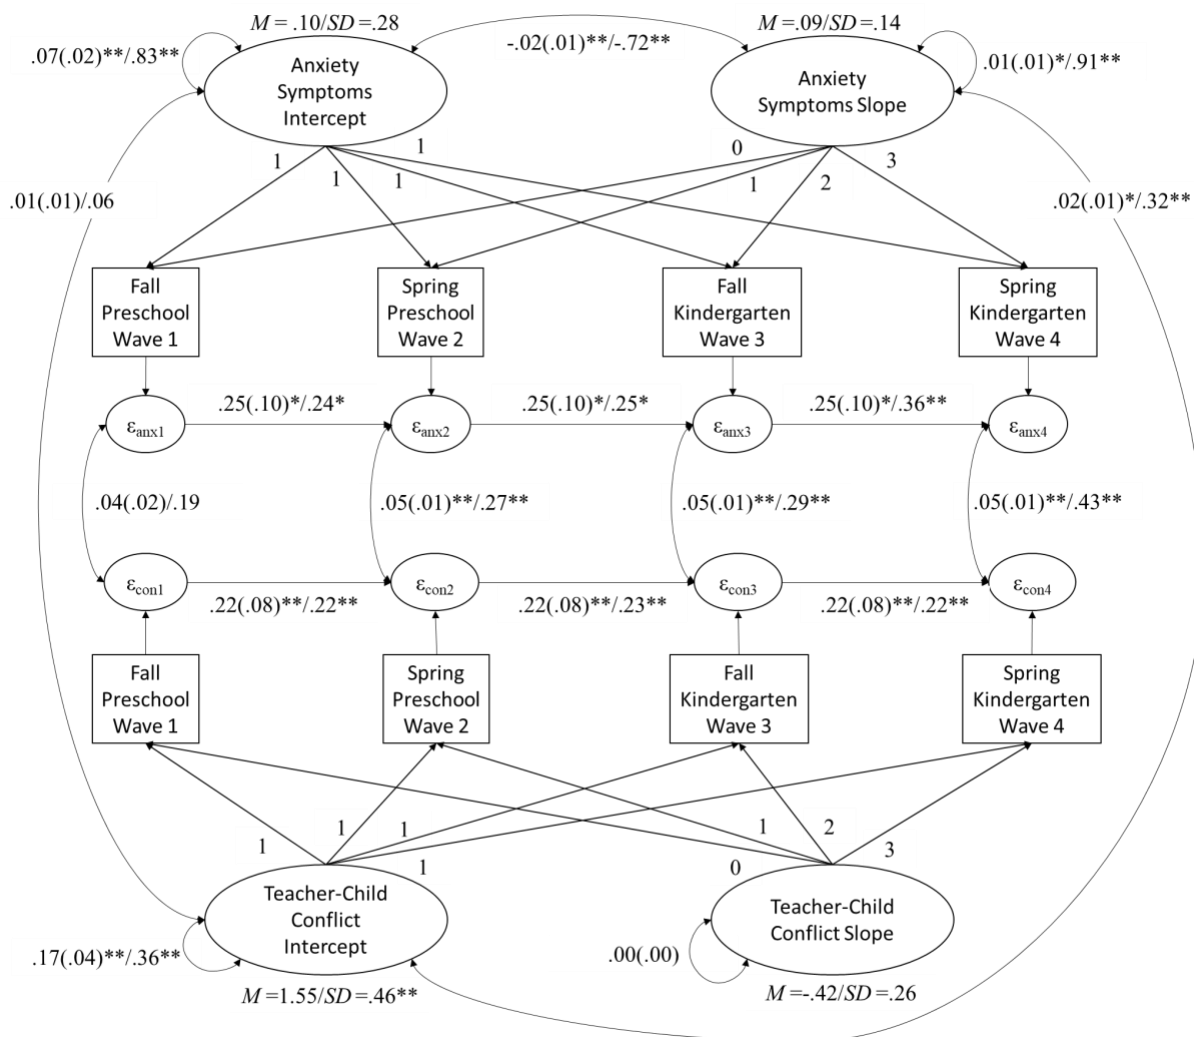 M = .10/SD =.28
M =.09/SD = .14
.07(.02)**/.83**
-.02(.01)**/-.72**
.01(.01)*/.91**
Anxiety
Symptoms
Intercept
Anxiety
Symptoms Slope
1
1
1
1
0
1
2
3
.01(.01)/.06
.02(.01)*/.32**
Fall
Preschool
Wave 1
Spring
Preschool
Wave 2
Fall
Kindergarten
Wave 3
Spring
Kindergarten
Wave 4
.25(.10)*/.24*
.25(.10)*/.25*
.25(.10)*/.36**
εanx1
εanx2
εanx3
εanx4
.04(.02)/.19
.05(.01)**/.27**
.05(.01)**/.29**
.05(.01)**/.43**
εcon1
εcon2
εcon3
εcon4
.22(.08)**/.22**
.22(.08)**/.23**
.22(.08)**/.22**
Fall
Preschool
Wave 1
Spring
Preschool
Wave 2
Fall
Kindergarten
Wave 3
Spring
Kindergarten
Wave 4
1
1
1
1
0
1
2
3
Teacher-Child
Conflict
Intercept
Teacher-Child
Conflict Slope
.17(.04)**/.36**
.00(.00)
M =1.55/SD =.46**
M =-.42/SD =.26